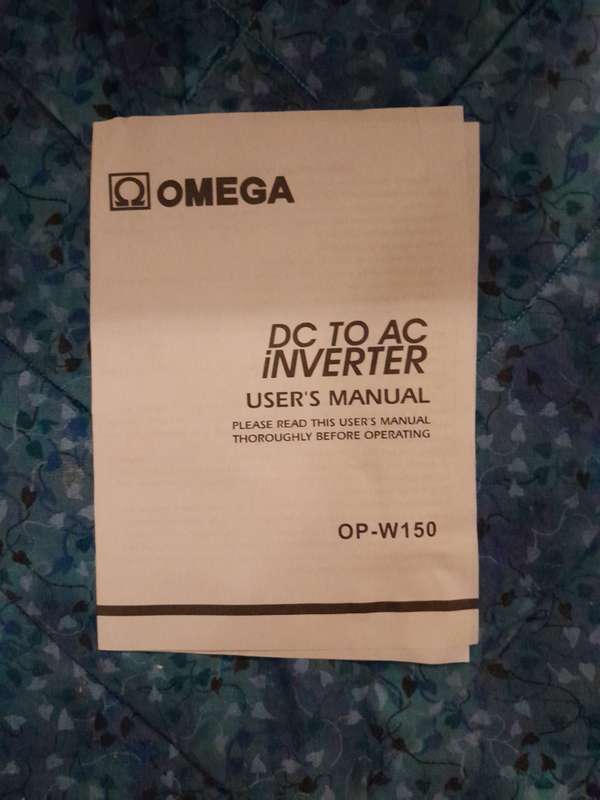 Ω OMEGA
DC TO AC
iNVERTER
USER'S MANUAL
PLEASE READ THIS USER'S MANUAL
THOROUGHLY BEFORE OPERATING
OP-W150